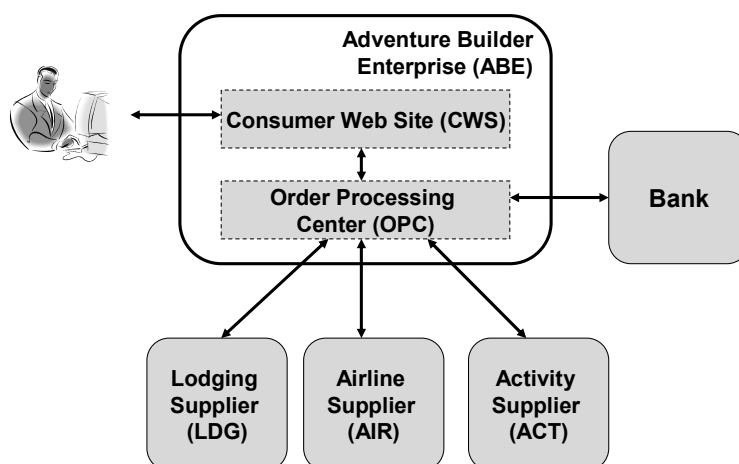 Adventure Builder
Enterprise (ABE)
Consumer Web Site (CWS)
Order Processing
Center (OPC)
Bank
Lodging
Supplier
(LDG)
Airline
Supplier
(AIR)
Activity
Supplier
(ACT)